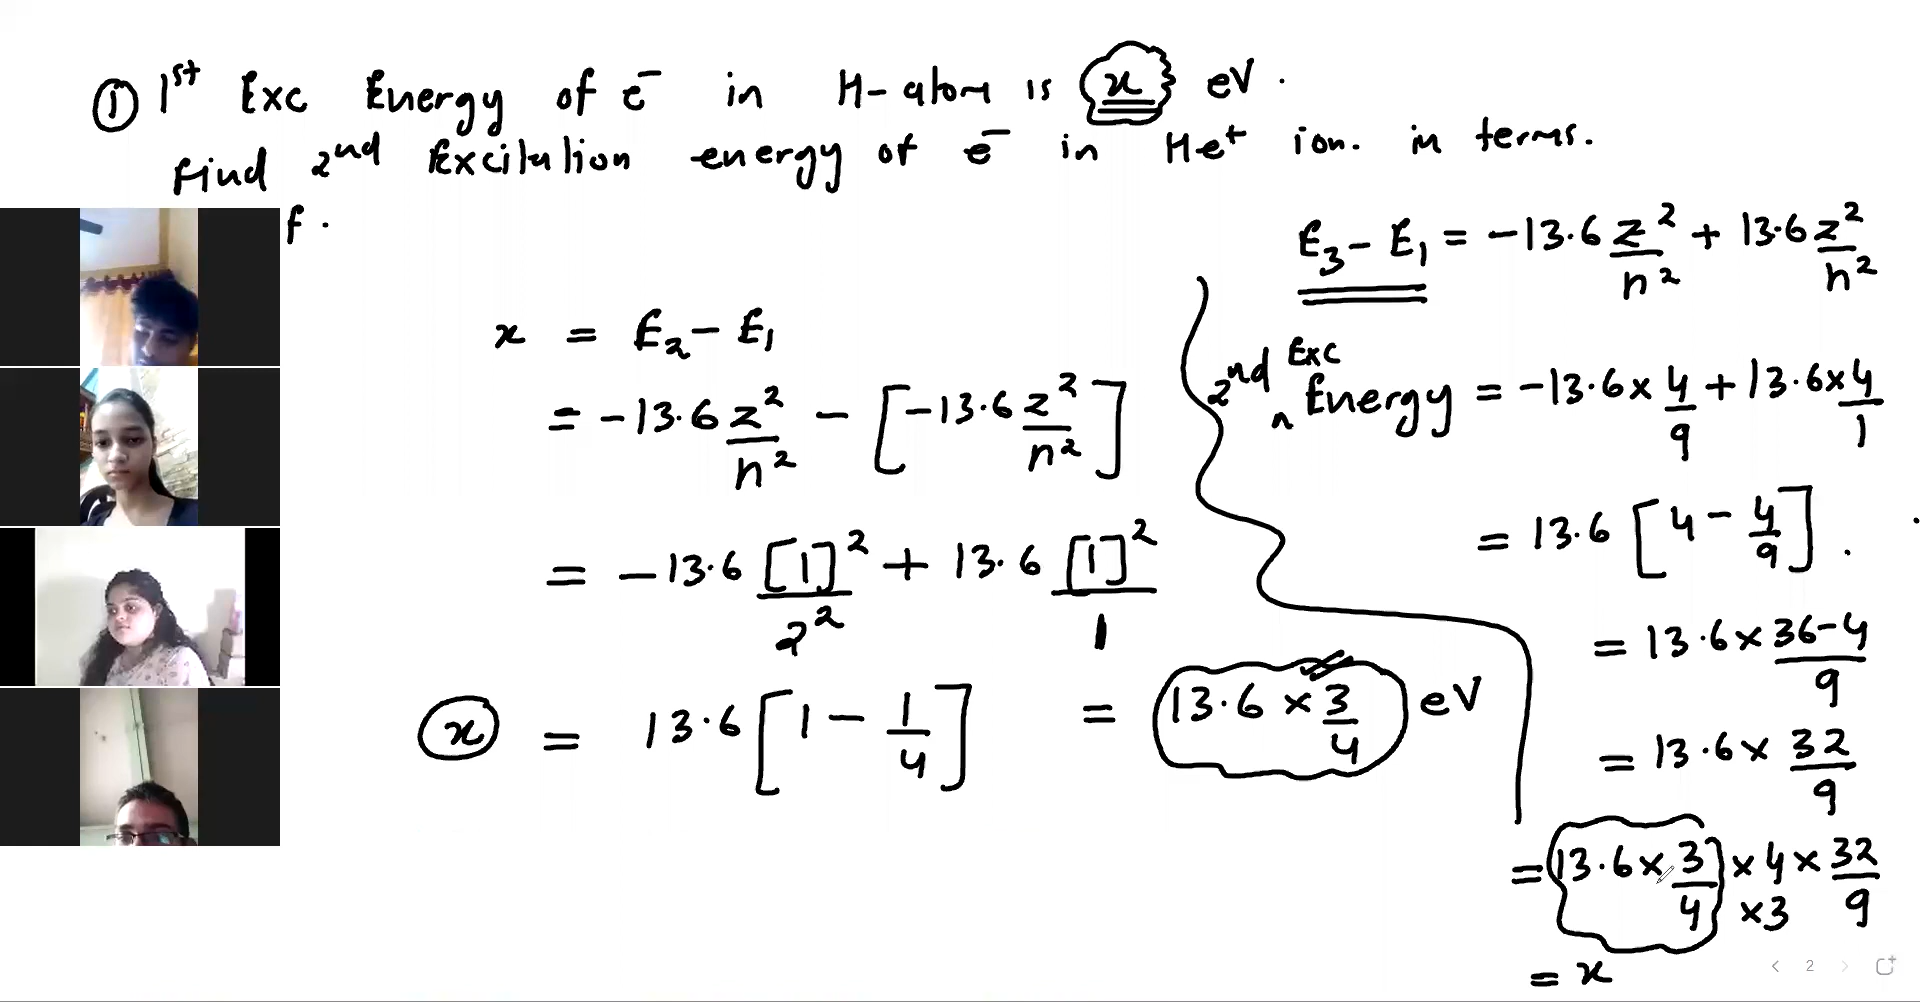 ① 1st Exc Energy of e⁻ in H-atom is x eV.
Find 2nd Excitation energy of e⁻ in He⁺ ion. in terms.
f.
x = E₂ − E₁
= −13.6 z²/n² − [−13.6 z²/n²]
= −13.6 [1]²/2² + 13.6 [1]²/1
x = 13.6 [1 − 1/4] = 13.6 × 3/4 eV
E₃ − E₁ = −13.6 z²/n² + 13.6 z²/n²
2nd Exc Energy = −13.6 × 4/9 + 13.6 × 4/1
= 13.6 [4 − 4/9].
= 13.6 × 36−4/9
= 13.6 × 32/9
= 13.6 × 3/4 × 4 × 32/9
×3
= x
2